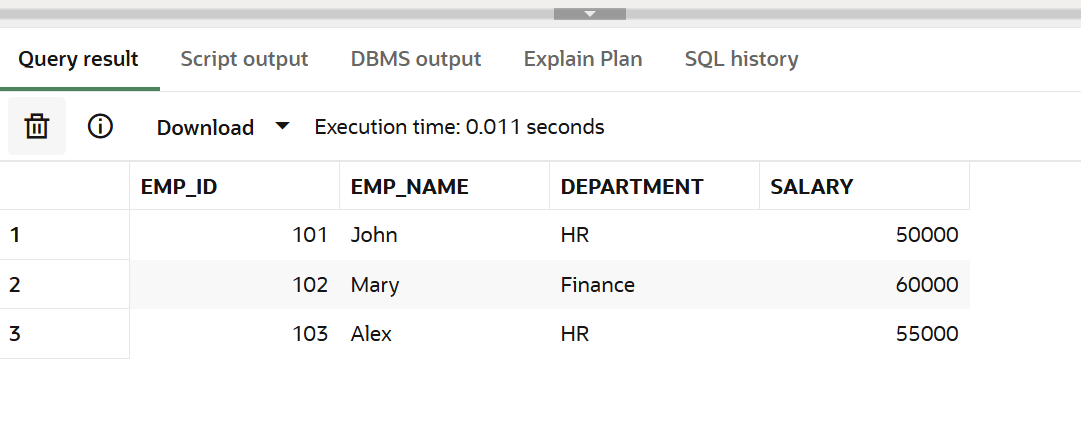 Query result Script output DBMS output Explain Plan SQL history
Download Execution time: 0.011 seconds
EMP_ID EMP_NAME DEPARTMENT SALARY
1 101 John HR 50000
2 102 Mary Finance 60000
3 103 Alex HR 55000